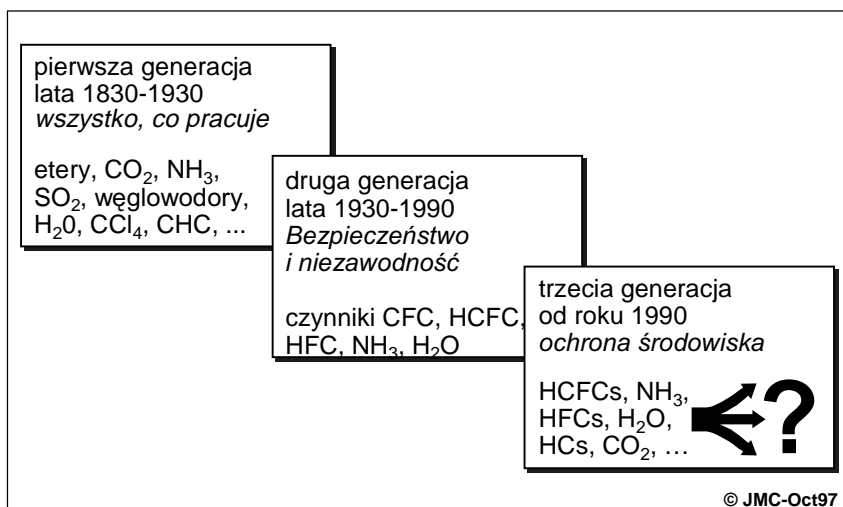 pierwsza generacja
lata 1830-1930
wszystko, co pracuje
etery, CO₂, NH₃,
SO₂, węglowodory,
H₂0, CCl₄, CHC, ...
druga generacja
lata 1930-1990
Bezpieczeństwo
i niezawodność
czynniki CFC, HCFC,
HFC, NH₃, H₂O
trzecia generacja
od roku 1990
ochrona środowiska
HCFCs, NH₃,
HFCs, H₂O,
HCs, CO₂, …
?
© JMC-Oct97